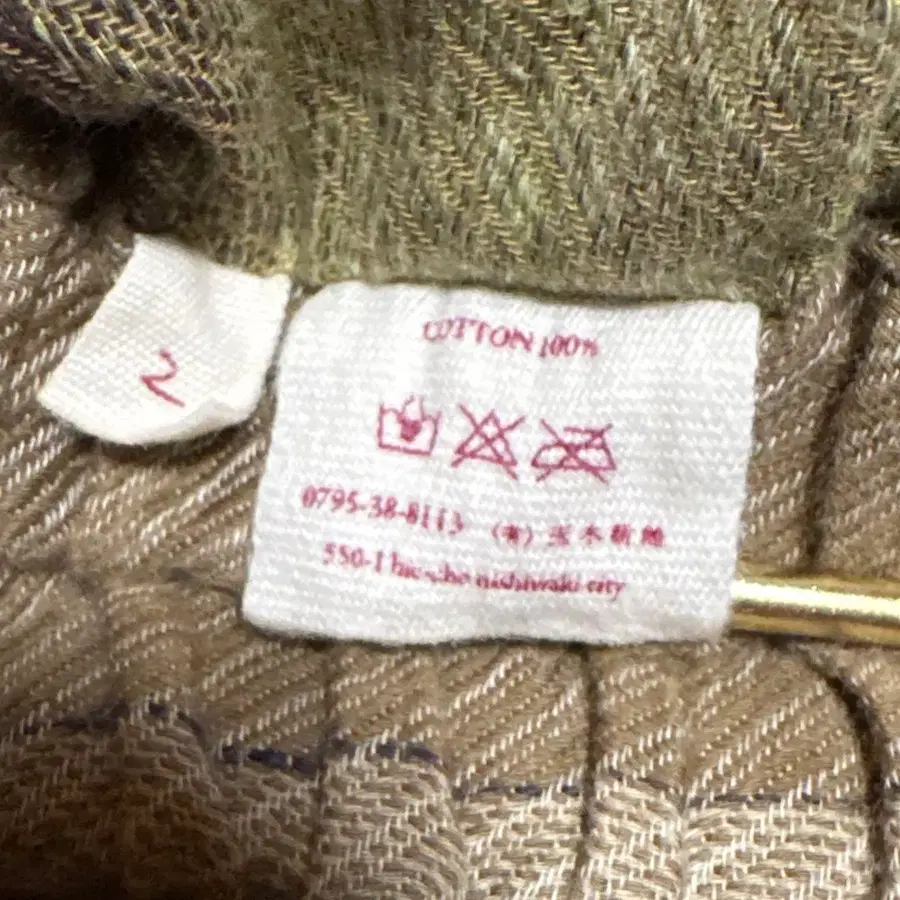 2
COTTON 100%
0795-38-8113 (有) 玉木新雌
550-1 hie-cho nishiwaki city